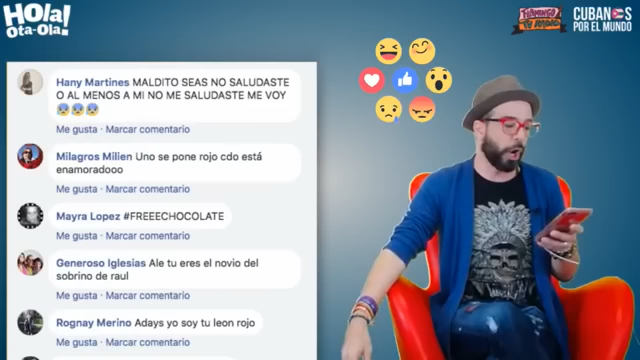 HOLa!
Ota-Ola!
FLAMINGO
TV RADIO
CUBANOS
POR EL MUNDO
Hany Martines MALDITO SEAS NO SALUDASTE
O AL MENOS A MI NO ME SALUDASTE ME VOY
Me gusta · Marcar comentario
Milagros Milien Uno se pone rojo cdo está
enamoradooo
Me gusta · Marcar comentario
Mayra Lopez #FREEECHOCOLATE
Me gusta · Marcar comentario
Generoso Iglesias Ale tu eres el novio del
sobrino de raul
Me gusta · Marcar comentario
Rognay Merino Adays yo soy tu leon rojo
Me gusta · Marcar comentario